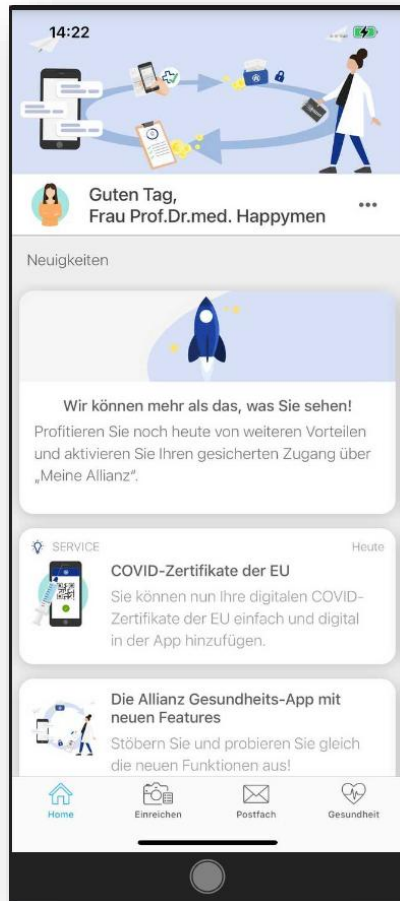 14:22
Guten Tag,
Frau Prof.Dr.med. Happymen
Neuigkeiten
Wir können mehr als das, was Sie sehen!
Profitieren Sie noch heute von weiteren Vorteilen
und aktivieren Sie Ihren gesicherten Zugang über
„Meine Allianz“.
SERVICE
Heute
COVID-Zertifikate der EU
Sie können nun Ihre digitalen COVID-
Zertifikate der EU einfach und digital
in der App hinzufügen.
Die Allianz Gesundheits-App mit
neuen Features
Stöbern Sie und probieren Sie gleich
die neuen Funktionen aus!
Home
Einreichen
Postfach
Gesundheit